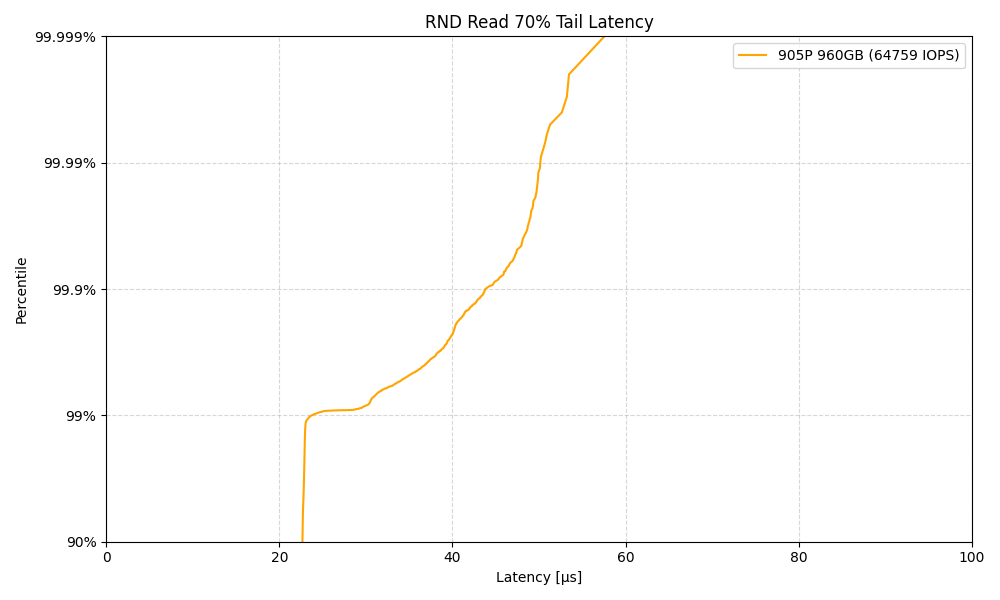 RND Read 70% Tail Latency
99.999%
905P 960GB (64759 IOPS)
99.99%
Percentile
99.9%
99%
90%
0 20 40 60 80 100
Latency [µs]